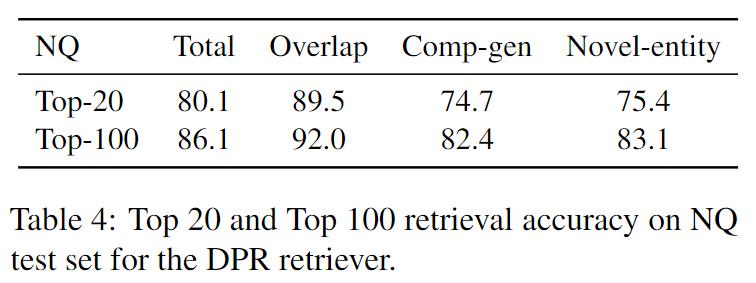 NQ Total Overlap Comp-gen Novel-entity
Top-20 80.1 89.5 74.7 75.4
Top-100 86.1 92.0 82.4 83.1
Table 4: Top 20 and Top 100 retrieval accuracy on NQ
test set for the DPR retriever.